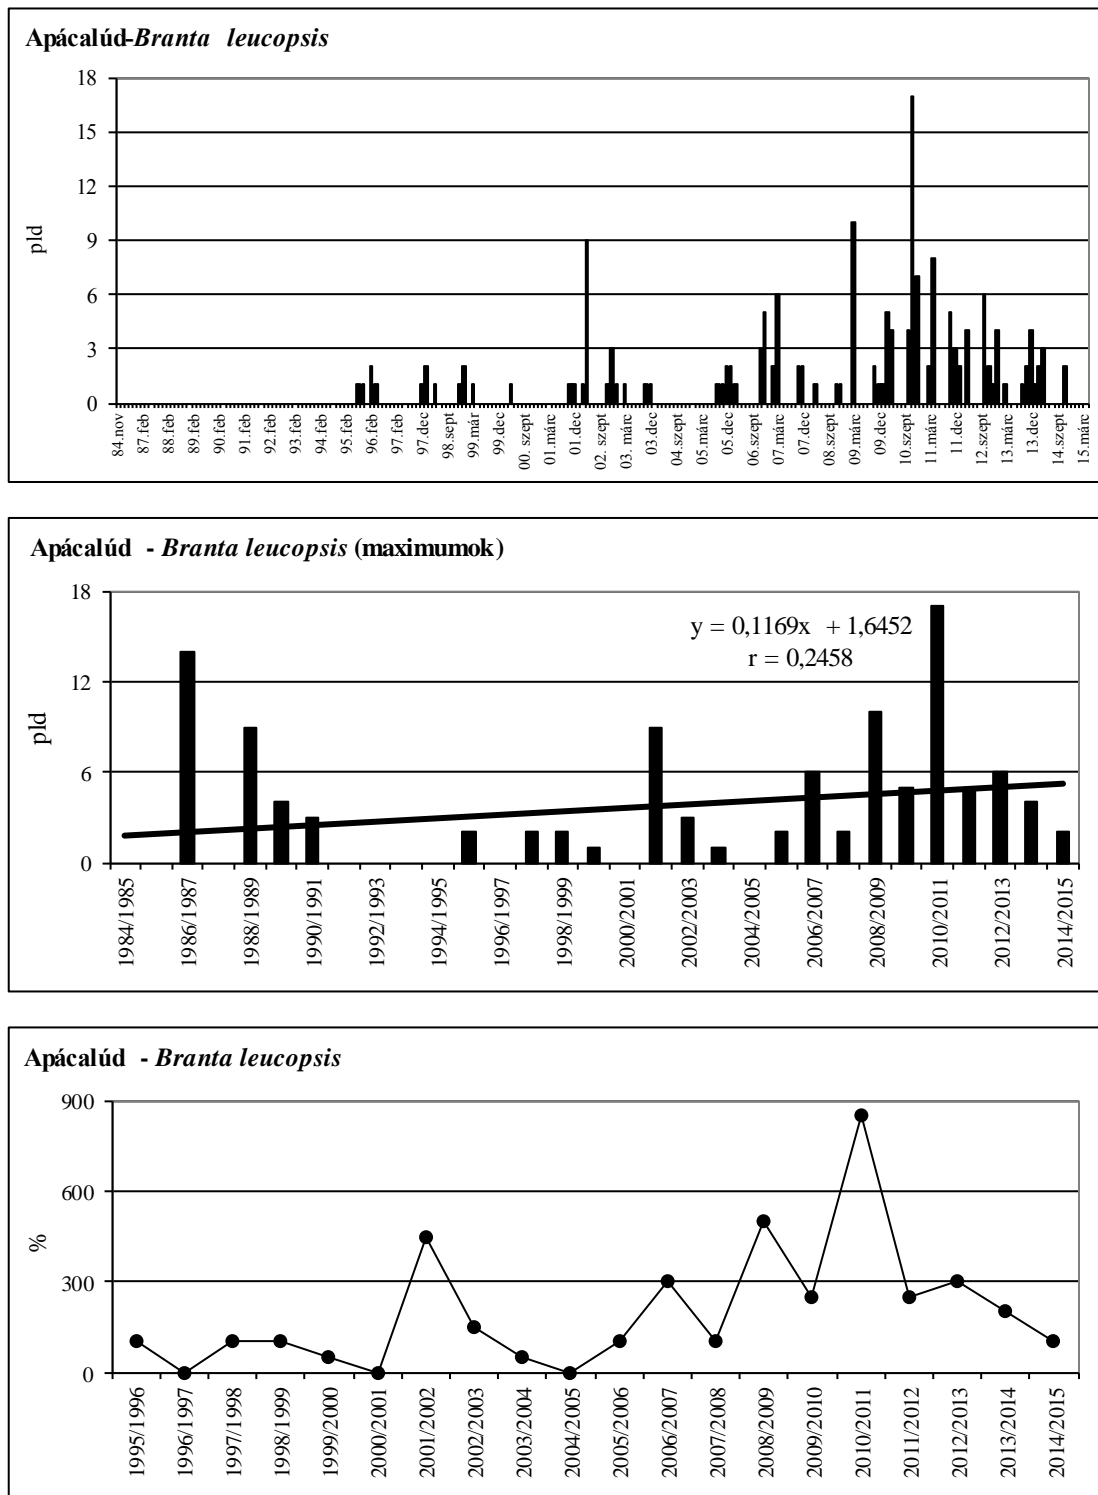 Apácalúd-Branta leucopsis
18
15
12
9
6
3
0
pld
84.nov 87.feb 88.feb 89.feb 90.feb 91.feb 92.feb 93.feb 94.feb 95.feb 96.feb 97.feb 97.dec 98.sept 99.már 99.dec 00. szept 01.márc 01.dec 02. szept 03. márc 03.dec 04.szept 05.márc 05.dec 06.szept 07.márc 07.dec 08.szept 09.márc 09.dec 10.szept 11.márc 11.dec 12.szept 13.márc 13.dec 14.szept 15.márc
Apácalúd - Branta leucopsis (maximumok)
18
12
6
0
pld
y = 0,1169x + 1,6452
r = 0,2458
1984/1985 1986/1987 1988/1989 1990/1991 1992/1993 1994/1995 1996/1997 1998/1999 2000/2001 2002/2003 2004/2005 2006/2007 2008/2009 2010/2011 2012/2013 2014/2015
Apácalúd - Branta leucopsis
900
600
300
0
%
1995/1996 1996/1997 1997/1998 1998/1999 1999/2000 2000/2001 2001/2002 2002/2003 2003/2004 2004/2005 2005/2006 2006/2007 2007/2008 2008/2009 2009/2010 2010/2011 2011/2012 2012/2013 2013/2014 2014/2015